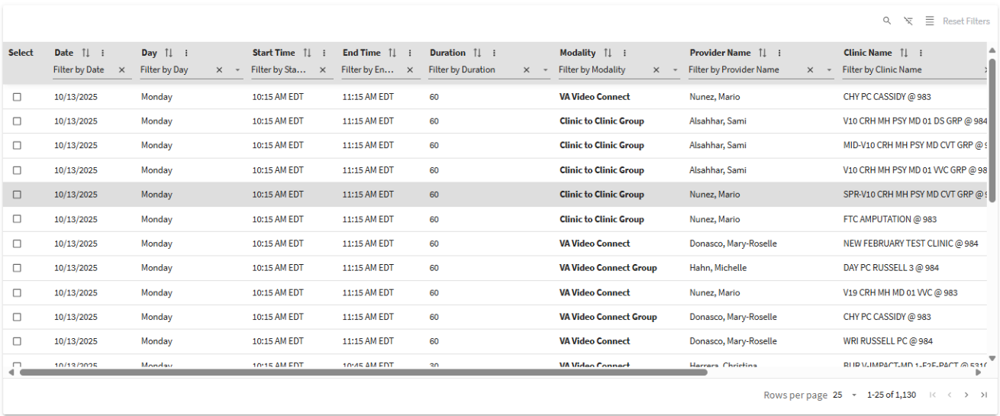 Reset Filters
Select Date Day Start Time End Time Duration Modality Provider Name Clinic Name
Filter by Date Filter by Day Filter by Sta... Filter by En... Filter by Duration Filter by Modality Filter by Provider Name Filter by Clinic Name
10/13/2025 Monday 10:15 AM EDT 11:15 AM EDT 60 VA Video Connect Nunez, Mario CHY PC CASSIDY @ 983
10/13/2025 Monday 10:15 AM EDT 11:15 AM EDT 60 Clinic to Clinic Group Alsahhar, Sami V10 CRH MH PSY MD 01 DS GRP @ 984
10/13/2025 Monday 10:15 AM EDT 11:15 AM EDT 60 Clinic to Clinic Group Alsahhar, Sami MID-V10 CRH MH PSY MD CVT GRP @
10/13/2025 Monday 10:15 AM EDT 11:15 AM EDT 60 Clinic to Clinic Group Alsahhar, Sami V10 CRH MH PSY MD 01 VVC GRP @ 98
10/13/2025 Monday 10:15 AM EDT 11:15 AM EDT 60 Clinic to Clinic Group Nunez, Mario SPR-V10 CRH MH PSY MD CVT GRP @
10/13/2025 Monday 10:15 AM EDT 11:15 AM EDT 60 Clinic to Clinic Group Nunez, Mario FTC AMPUTATION @ 983
10/13/2025 Monday 10:15 AM EDT 11:15 AM EDT 60 VA Video Connect Donasco, Mary-Roselle NEW FEBRUARY TEST CLINIC @ 984
10/13/2025 Monday 10:15 AM EDT 11:15 AM EDT 60 VA Video Connect Group Hahn, Michelle DAY PC RUSSELL 3 @ 984
10/13/2025 Monday 10:15 AM EDT 11:15 AM EDT 60 VA Video Connect Nunez, Mario V19 CRH MH MD 01 VVC @ 983
10/13/2025 Monday 10:15 AM EDT 11:15 AM EDT 60 VA Video Connect Group Donasco, Mary-Roselle CHY PC CASSIDY @ 983
10/13/2025 Monday 10:15 AM EDT 11:15 AM EDT 60 VA Video Connect Donasco, Mary-Roselle WRI RUSSELL PC @ 984
10/13/2025 Monday 10:15 AM EDT 10:45 AM EDT 30 VA Video Connect Herrera, Christina BUR V-IMPACT-MD 1-F2F-PACT @
Rows per page 25 1-25 of 1,130